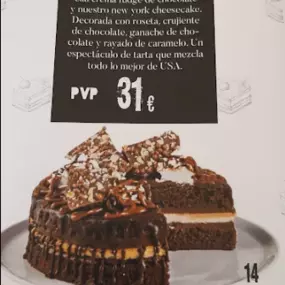 con crema fudge de chocolate
y nuestro new york cheesecake.
Decorada con roseta, crujiente
de chocolate, ganache de cho-
colate y rayado de caramelo. Un
espectáculo de tarta que mezcla
todo lo mejor de USA.
PVP 31€
14